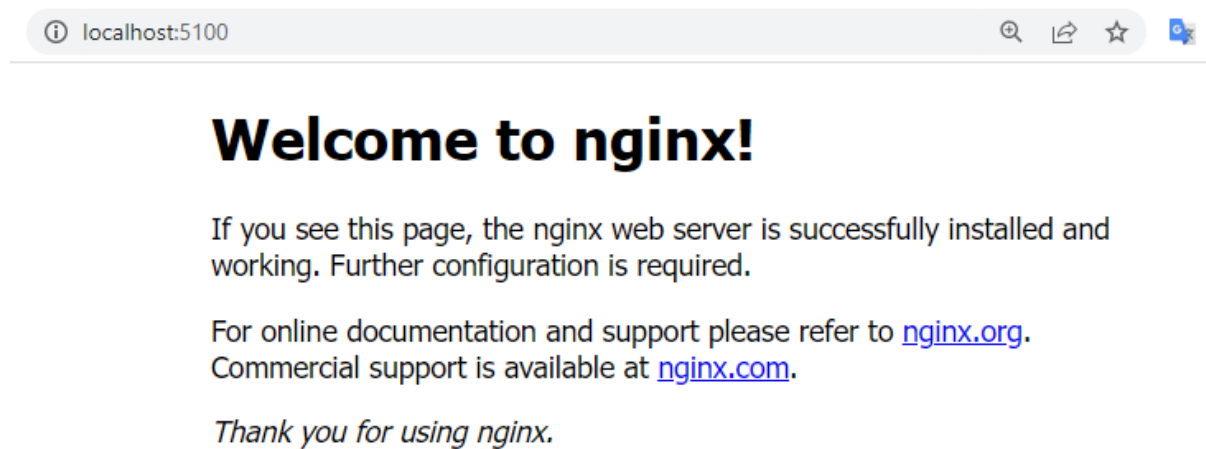 localhost:5100
Welcome to nginx!
If you see this page, the nginx web server is successfully installed and
working. Further configuration is required.
For online documentation and support please refer to nginx.org.
Commercial support is available at nginx.com.
Thank you for using nginx.